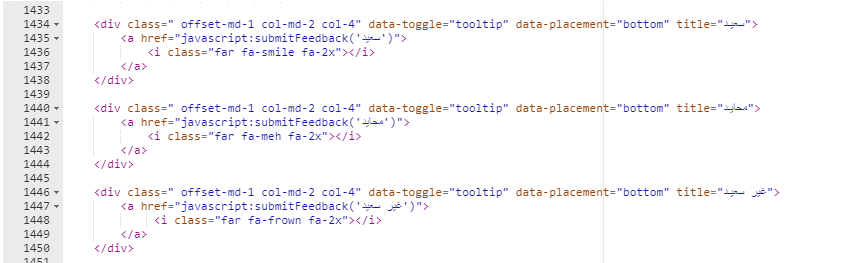 1433
1434 <div class=" offset-md-1 col-md-2 col-4" data-toggle="tooltip" data-placement="bottom" title="سعيد">
1435 <a href="javascript:submitFeedback('سعيد')">
1436 <i class="far fa-smile fa-2x"></i>
1437 </a>
1438 </div>
1439
1440 <div class=" offset-md-1 col-md-2 col-4" data-toggle="tooltip" data-placement="bottom" title="محايد">
1441 <a href="javascript:submitFeedback('محايد')">
1442 <i class="far fa-meh fa-2x"></i>
1443 </a>
1444 </div>
1445
1446 <div class=" offset-md-1 col-md-2 col-4" data-toggle="tooltip" data-placement="bottom" title="غير سعيد">
1447 <a href="javascript:submitFeedback('غير سعيد')">
1448 <i class="far fa-frown fa-2x"></i>
1449 </a>
1450 </div>
1451